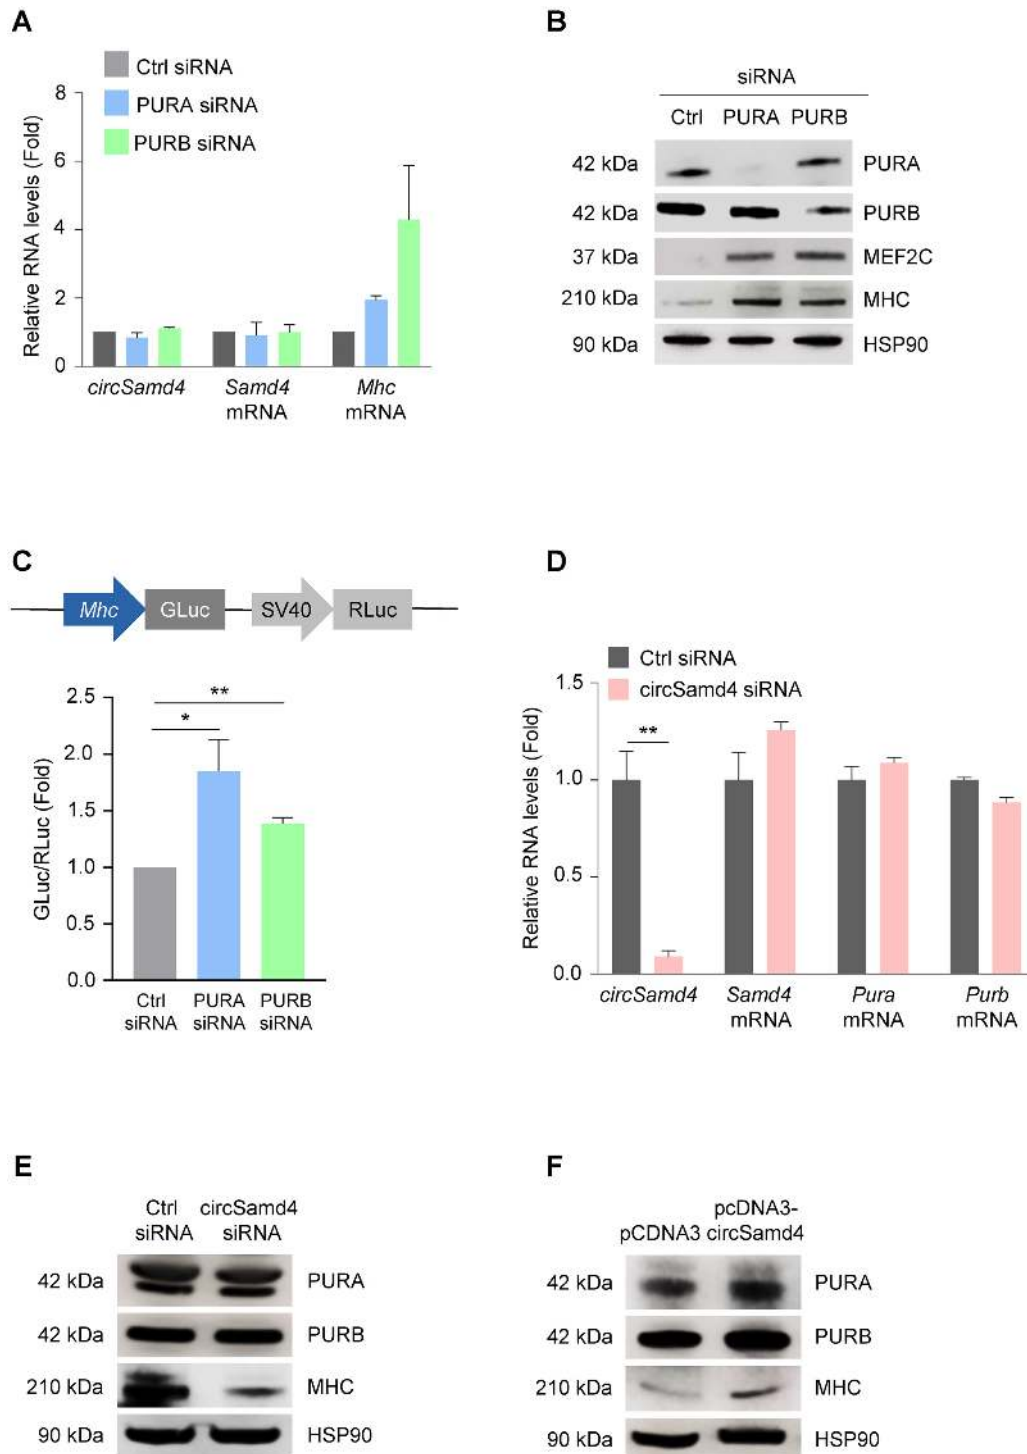 A
Ctrl siRNA
PURA siRNA
PURB siRNA
Relative RNA levels (Fold)
8
6
4
2
0
circSamd4
Samd4
mRNA
Mhc
mRNA
B
siRNA
Ctrl PURA PURB
42 kDa PURA
42 kDa PURB
37 kDa MEF2C
210 kDa MHC
90 kDa HSP90
C
Mhc GLuc SV40 RLuc
GLuc/RLuc (Fold)
2.5
2.0
1.5
1.0
0.5
0.0
**
*
Ctrl
siRNA
PURA
siRNA
PURB
siRNA
D
Ctrl siRNA
circSamd4 siRNA
Relative RNA levels (Fold)
1.5
1.0
0.5
0.0
**
circSamd4
Samd4
mRNA
Pura
mRNA
Purb
mRNA
E
Ctrl
siRNA
circSamd4
siRNA
42 kDa PURA
42 kDa PURB
210 kDa MHC
90 kDa HSP90
F
pCDNA3
pcDNA3-
circSamd4
42 kDa PURA
42 kDa PURB
210 kDa MHC
90 kDa HSP90